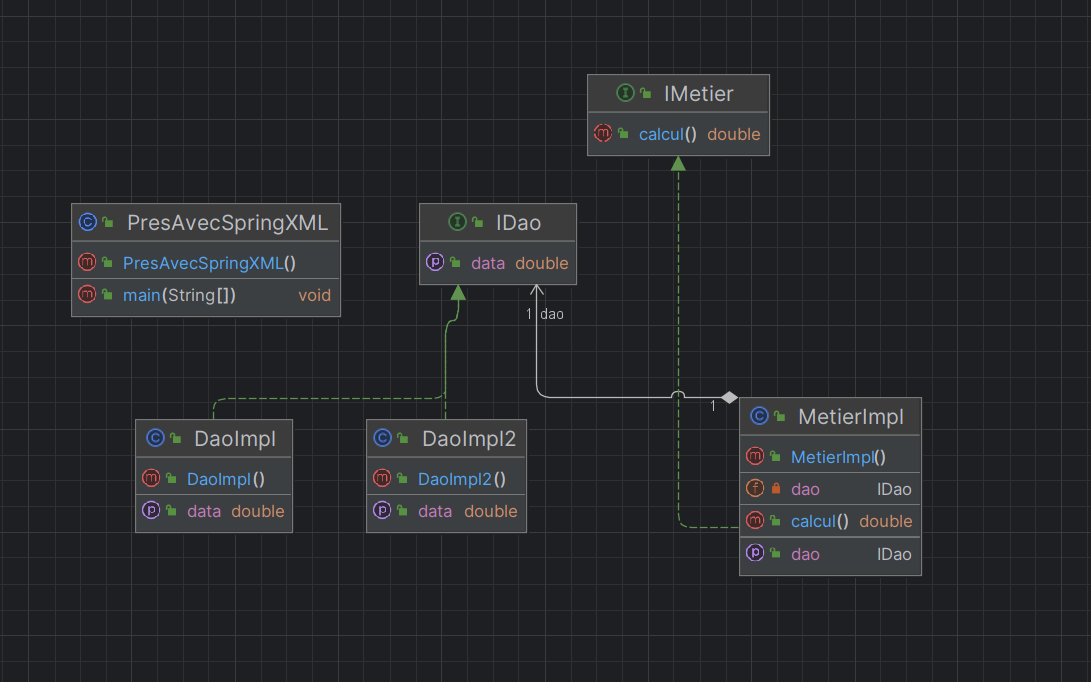 IMetier
calcul() double
PresAvecSpringXML
PresAvecSpringXML()
main(String[]) void
IDao
data double
1 dao
1
DaoImpl
DaoImpl()
data double
DaoImpl2
DaoImpl2()
data double
MetierImpl
MetierImpl()
dao IDao
calcul() double
dao IDao